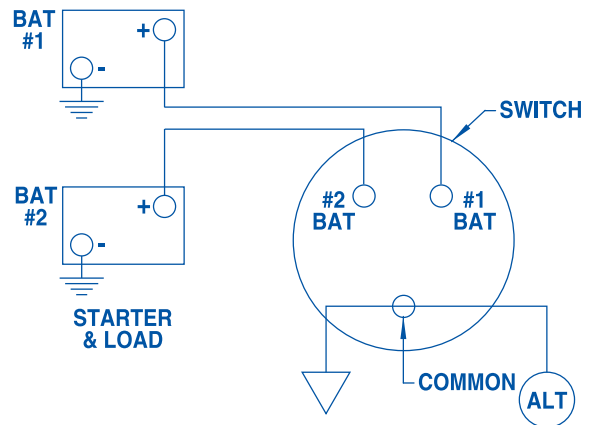 BAT
#1
+
-
SWITCH
BAT
#2
+
-
#2
BAT
#1
BAT
STARTER
& LOAD
COMMON
ALT